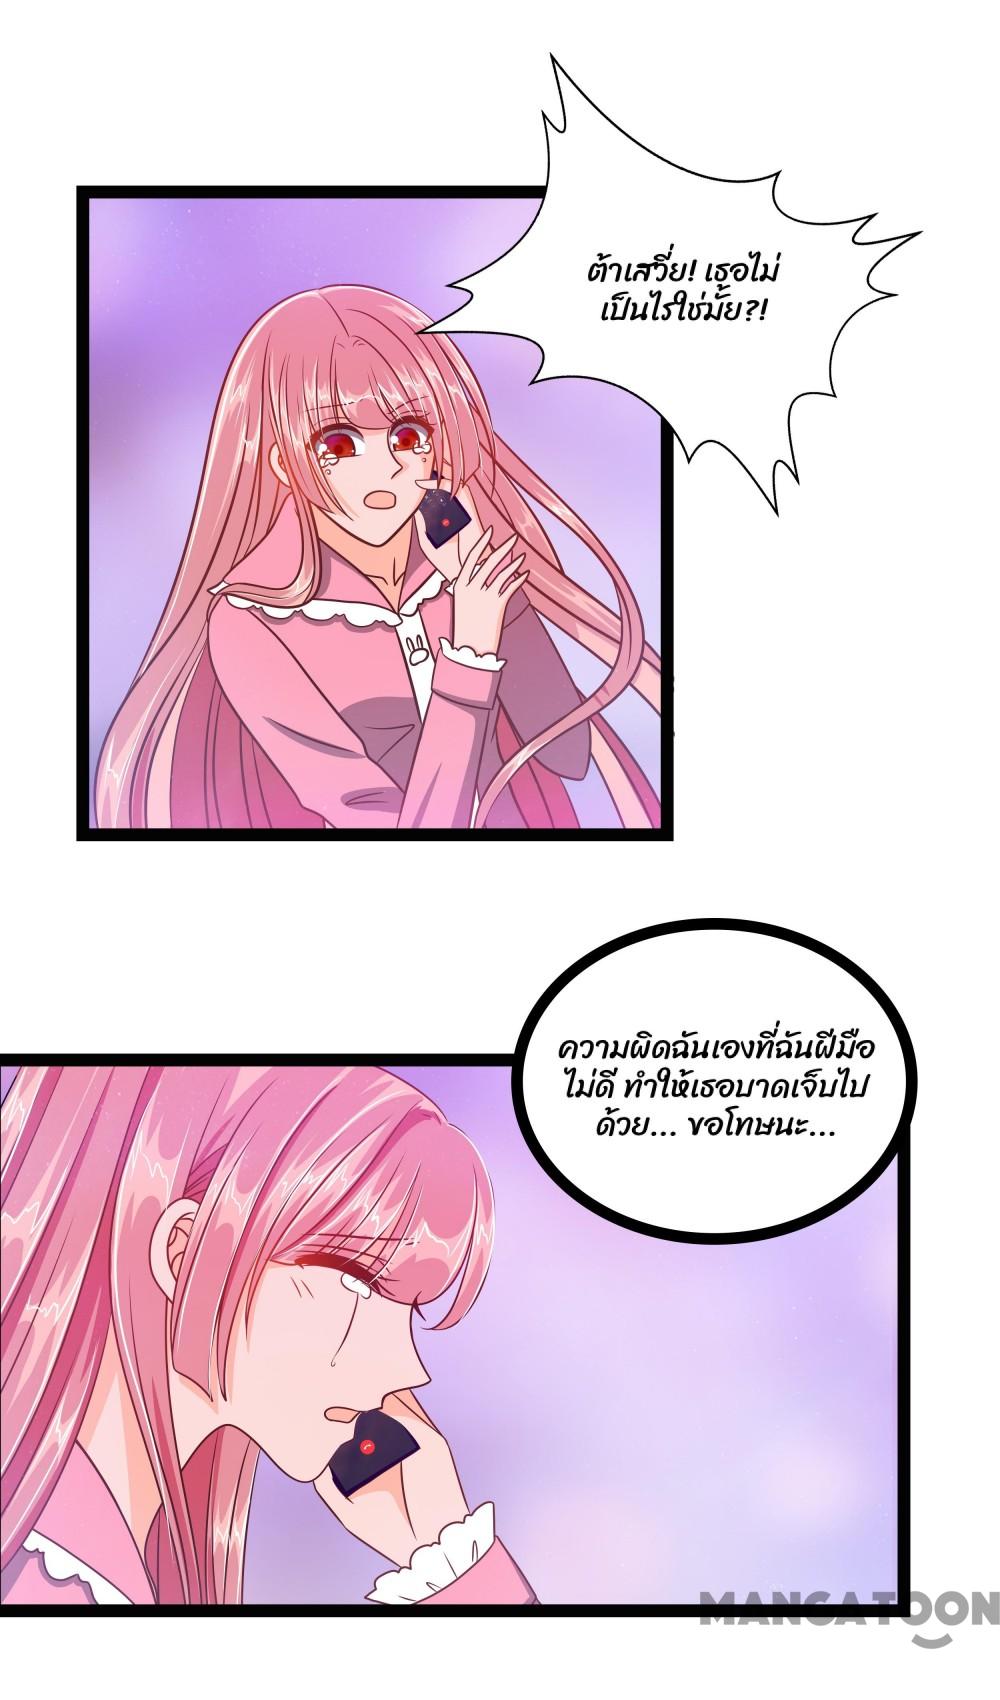 ต้าเสวี่ย! เธอไม่
เป็นไรใช่มั้ย?!
ความผิดฉันเองที่ฉันฝีมือ
ไม่ดี ทำให้เธอบาดเจ็บไป
ด้วย... ขอโทษนะ...
MANGATOON